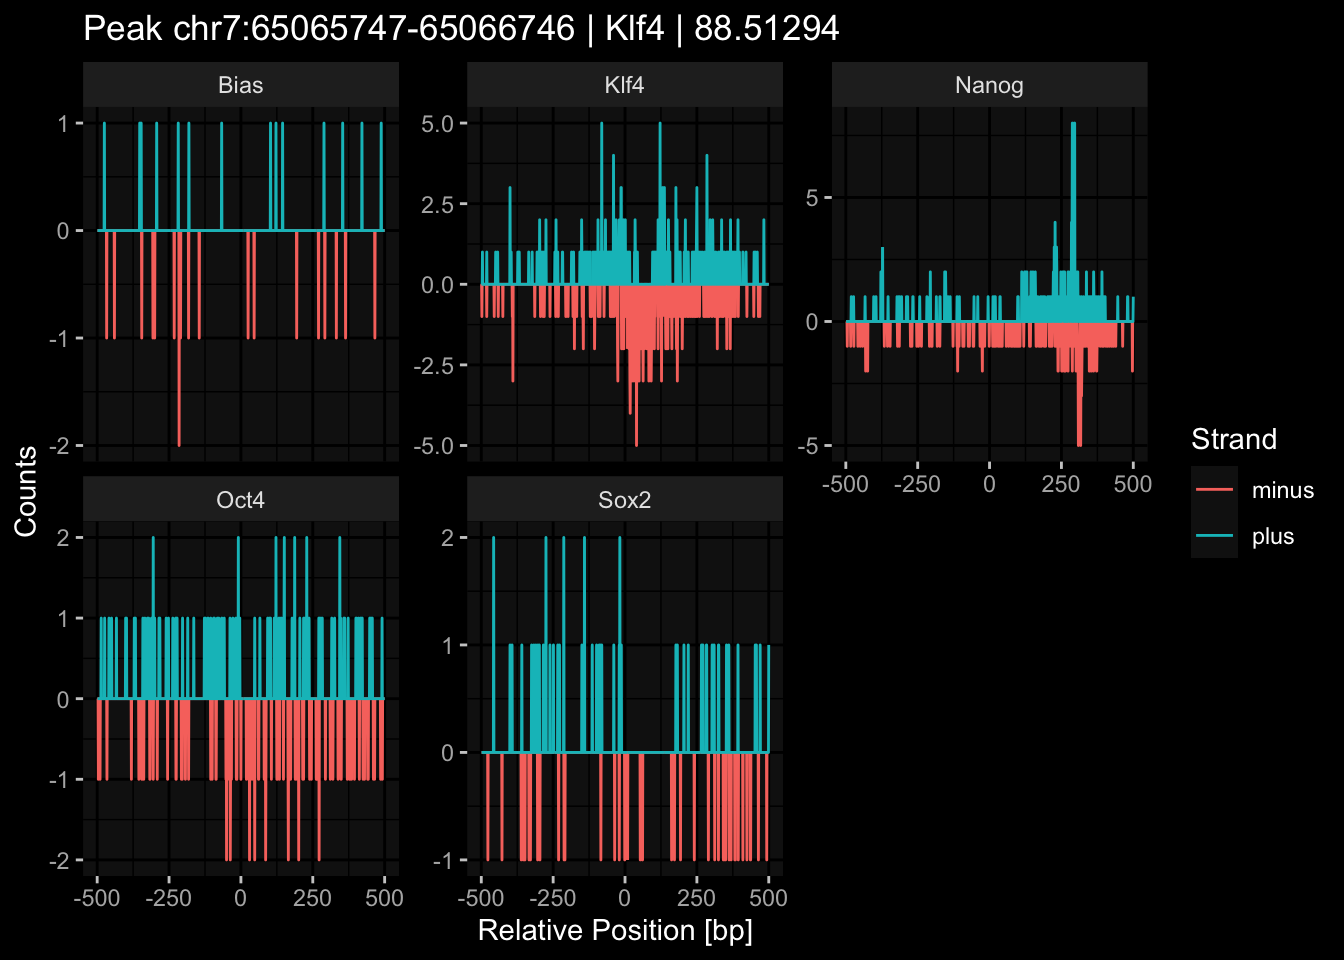 Peak chr7:65065747-65066746 | Klf4 | 88.51294
Bias
Klf4
Nanog
1
0
-1
-2
5.0
2.5
0.0
-2.5
-5.0
5
0
-5
-500 -250 0 250 500
Counts
Oct4
Sox2
2
1
0
-1
-2
2
1
0
-1
-500 -250 0 250 500
-500 -250 0 250 500
Relative Position [bp]
Strand
minus
plus